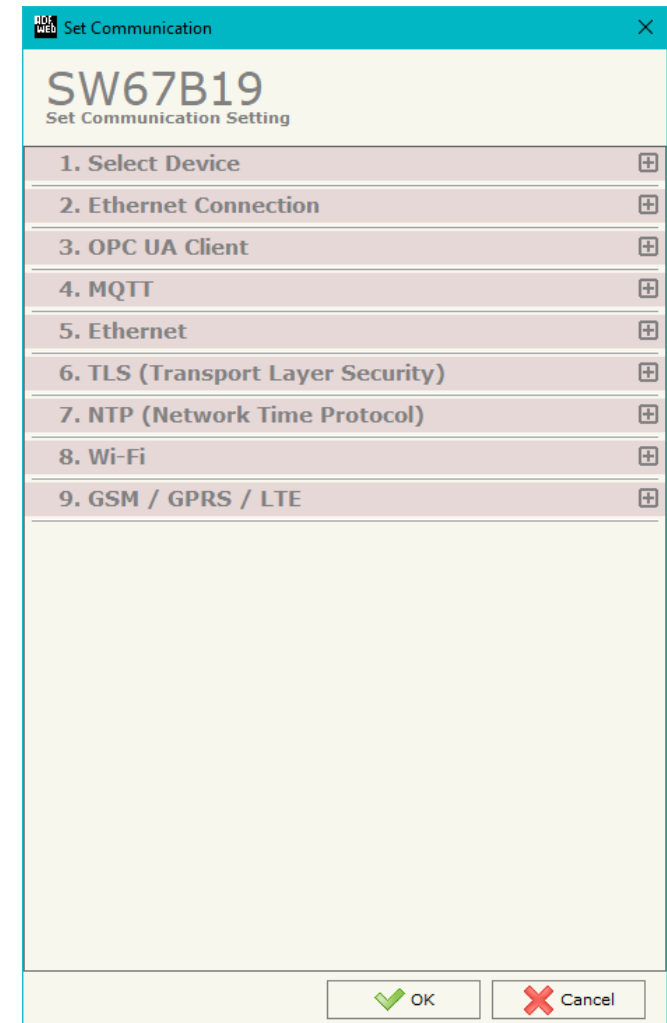 ADF
WEB
Set Communication
SW67B19
Set Communication Setting
1. Select Device
2. Ethernet Connection
3. OPC UA Client
4. MQTT
5. Ethernet
6. TLS (Transport Layer Security)
7. NTP (Network Time Protocol)
8. Wi-Fi
9. GSM / GPRS / LTE
OK
Cancel